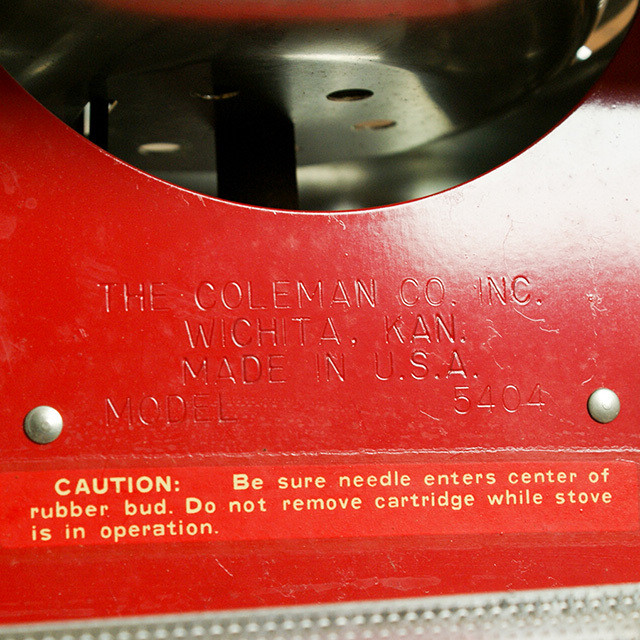 THE COLEMAN CO. INC.
WICHITA, KAN.
MADE IN U.S.A.
MODEL 5404
CAUTION: Be sure needle enters center of
rubber bud. Do not remove cartridge while stove
is in operation.